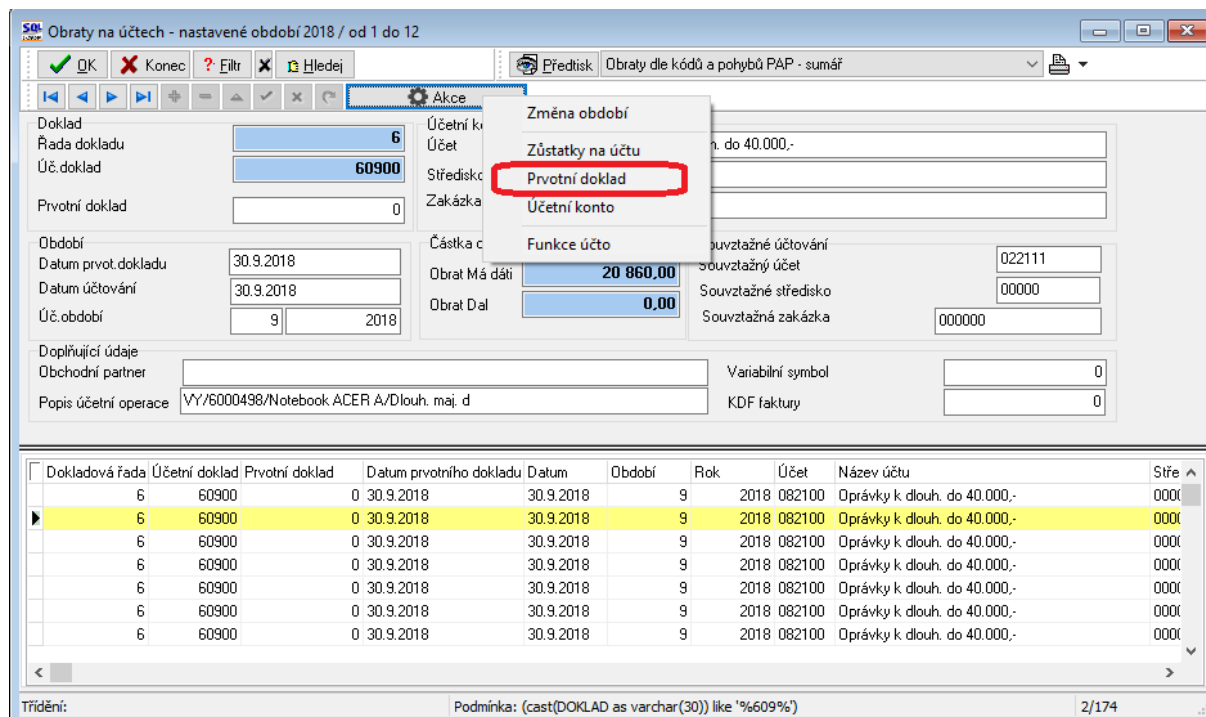 SQL Obraty na účtech - nastavené období 2018 / od 1 do 12
OK Konec ? Filtr Hledej Předtisk Obraty dle kódů a pohybů PAP - sumář
Akce
Změna období
Zůstatky na účtu
Prvotní doklad
Účetní konto
Funkce účto
Doklad
Řada dokladu 6
Úč.doklad 60900
Prvotní doklad 0
Účet
Středisko
Zakázka
h. do 40.000,-
Období
Datum prvot.dokladu 30.9.2018
Datum účtování 30.9.2018
Úč.období 9 2018
Částka
Obrat Má dáti 20 860,00
Obrat Dal 0,00
ouvztažné účtování
Souvztažný účet 022111
Souvztažné středisko 00000
Souvztažná zakázka 000000
Doplňující údaje
Obchodní partner
Variabilní symbol 0
Popis účetní operace VY/6000498/Notebook ACER A/Dlouh. maj. d
KDF faktury 0
Dokladová řada Účetní doklad Prvotní doklad Datum prvotního dokladu Datum Období Rok Účet Název účtu Stře
6 60900 0 30.9.2018 30.9.2018 9 2018 082100 Oprávky k dlouh. do 40.000,- 000
6 60900 0 30.9.2018 30.9.2018 9 2018 082100 Oprávky k dlouh. do 40.000,- 000
6 60900 0 30.9.2018 30.9.2018 9 2018 082100 Oprávky k dlouh. do 40.000,- 000
6 60900 0 30.9.2018 30.9.2018 9 2018 082100 Oprávky k dlouh. do 40.000,- 000
6 60900 0 30.9.2018 30.9.2018 9 2018 082100 Oprávky k dlouh. do 40.000,- 000
6 60900 0 30.9.2018 30.9.2018 9 2018 082100 Oprávky k dlouh. do 40.000,- 000
6 60900 0 30.9.2018 30.9.2018 9 2018 082100 Oprávky k dlouh. do 40.000,- 000
Třídění: Podmínka: (cast(DOKLAD as varchar(30)) like '%609%') 2/174